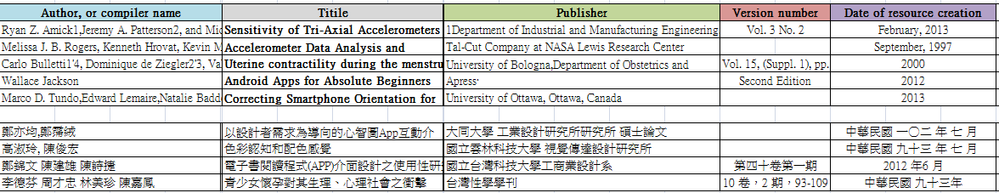 Author, or compiler name Titile Publisher Version number Date of resource creation
Ryan Z. Amick1,Jeremy A. Patterson2, and Mic Sensitivity of Tri-Axial Accelerometers 1Department of Industrial and Manufacturing Engineering Vol. 3 No. 2 February, 2013
Melissa J. B. Rogers, Kenneth Hrovat, Kevin M Accelerometer Data Analysis and Tal-Cut Company at NASA Lewis Research Center September, 1997
Carlo Bulletti1'4, Dominique de Ziegler2'3, Va Uterine contractility during the menstru University of Bologna,Department of Obstetrics and Vol. 15, (Suppl. 1), pp. 2000
Wallace Jackson Android Apps for Absolute Beginners Apress Second Edition 2012
Marco D. Tundo,Edward Lemaire,Natalie Badd Correcting Smartphone Orientation for University of Ottawa, Ottawa, Canada 2013
鄭亦均,鄭霈絨 以設計者需求為導向的心智圖App互動介 大同大學 工業設計研究所研究所 碩士論文 中華民國 一〇二 年 七 月
高淑玲, 陳俊宏 色彩認知和配色感覺 國立雲林科技大學 視覺傳達設計研究所 中華民國 九十三 年 七 月
鄭錦文 陳建雄 陳詩捷 電子書閱讀程式(APP)介面設計之使用性研 國立台灣科技大學工商業設計系 第四十卷第一期 2012 年6 月
李德芬 周才忠 林美珍 陳嘉鳳 青少女懷孕對其生理、心理社會之衝擊 台灣性學學刊 10 卷，2 期，93-109 中華民國 九十三年